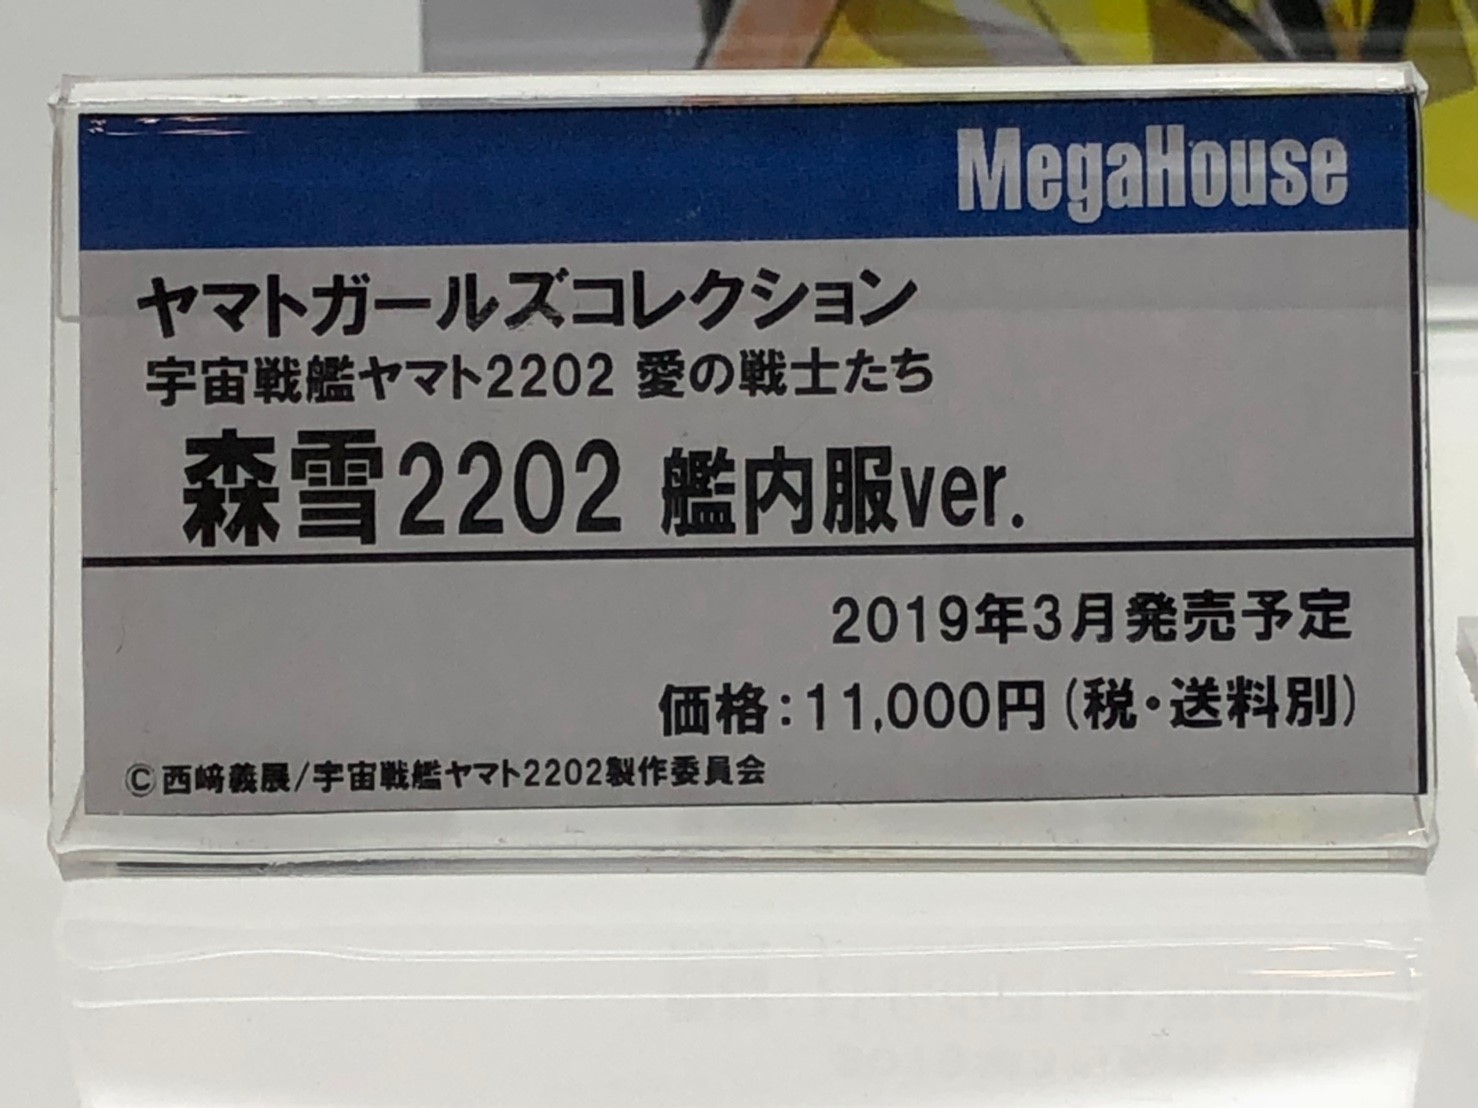 MegaHouse
ヤマトガールズコレクション
宇宙戦艦ヤマト2202 愛の戦士たち
森雪2202 艦内服ver.
2019年3月発売予定
価格:11,000円(税・送料別)
©西﨑義展/宇宙戦艦ヤマト2202製作委員会